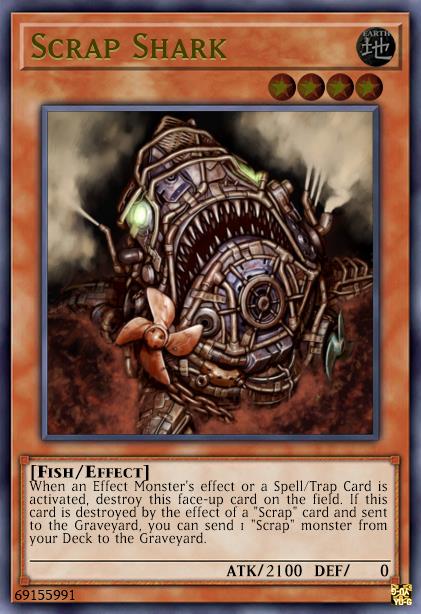 Scrap Shark
EARTH
地
[Fish/Effect]
When an Effect Monster's effect or a Spell/Trap Card is
activated, destroy this face-up card on the field. If this
card is destroyed by the effect of a "Scrap" card and sent
to the Graveyard, you can send 1 "Scrap" monster from
your Deck to the Graveyard.
ATK/2100 DEF/ 0
69155991